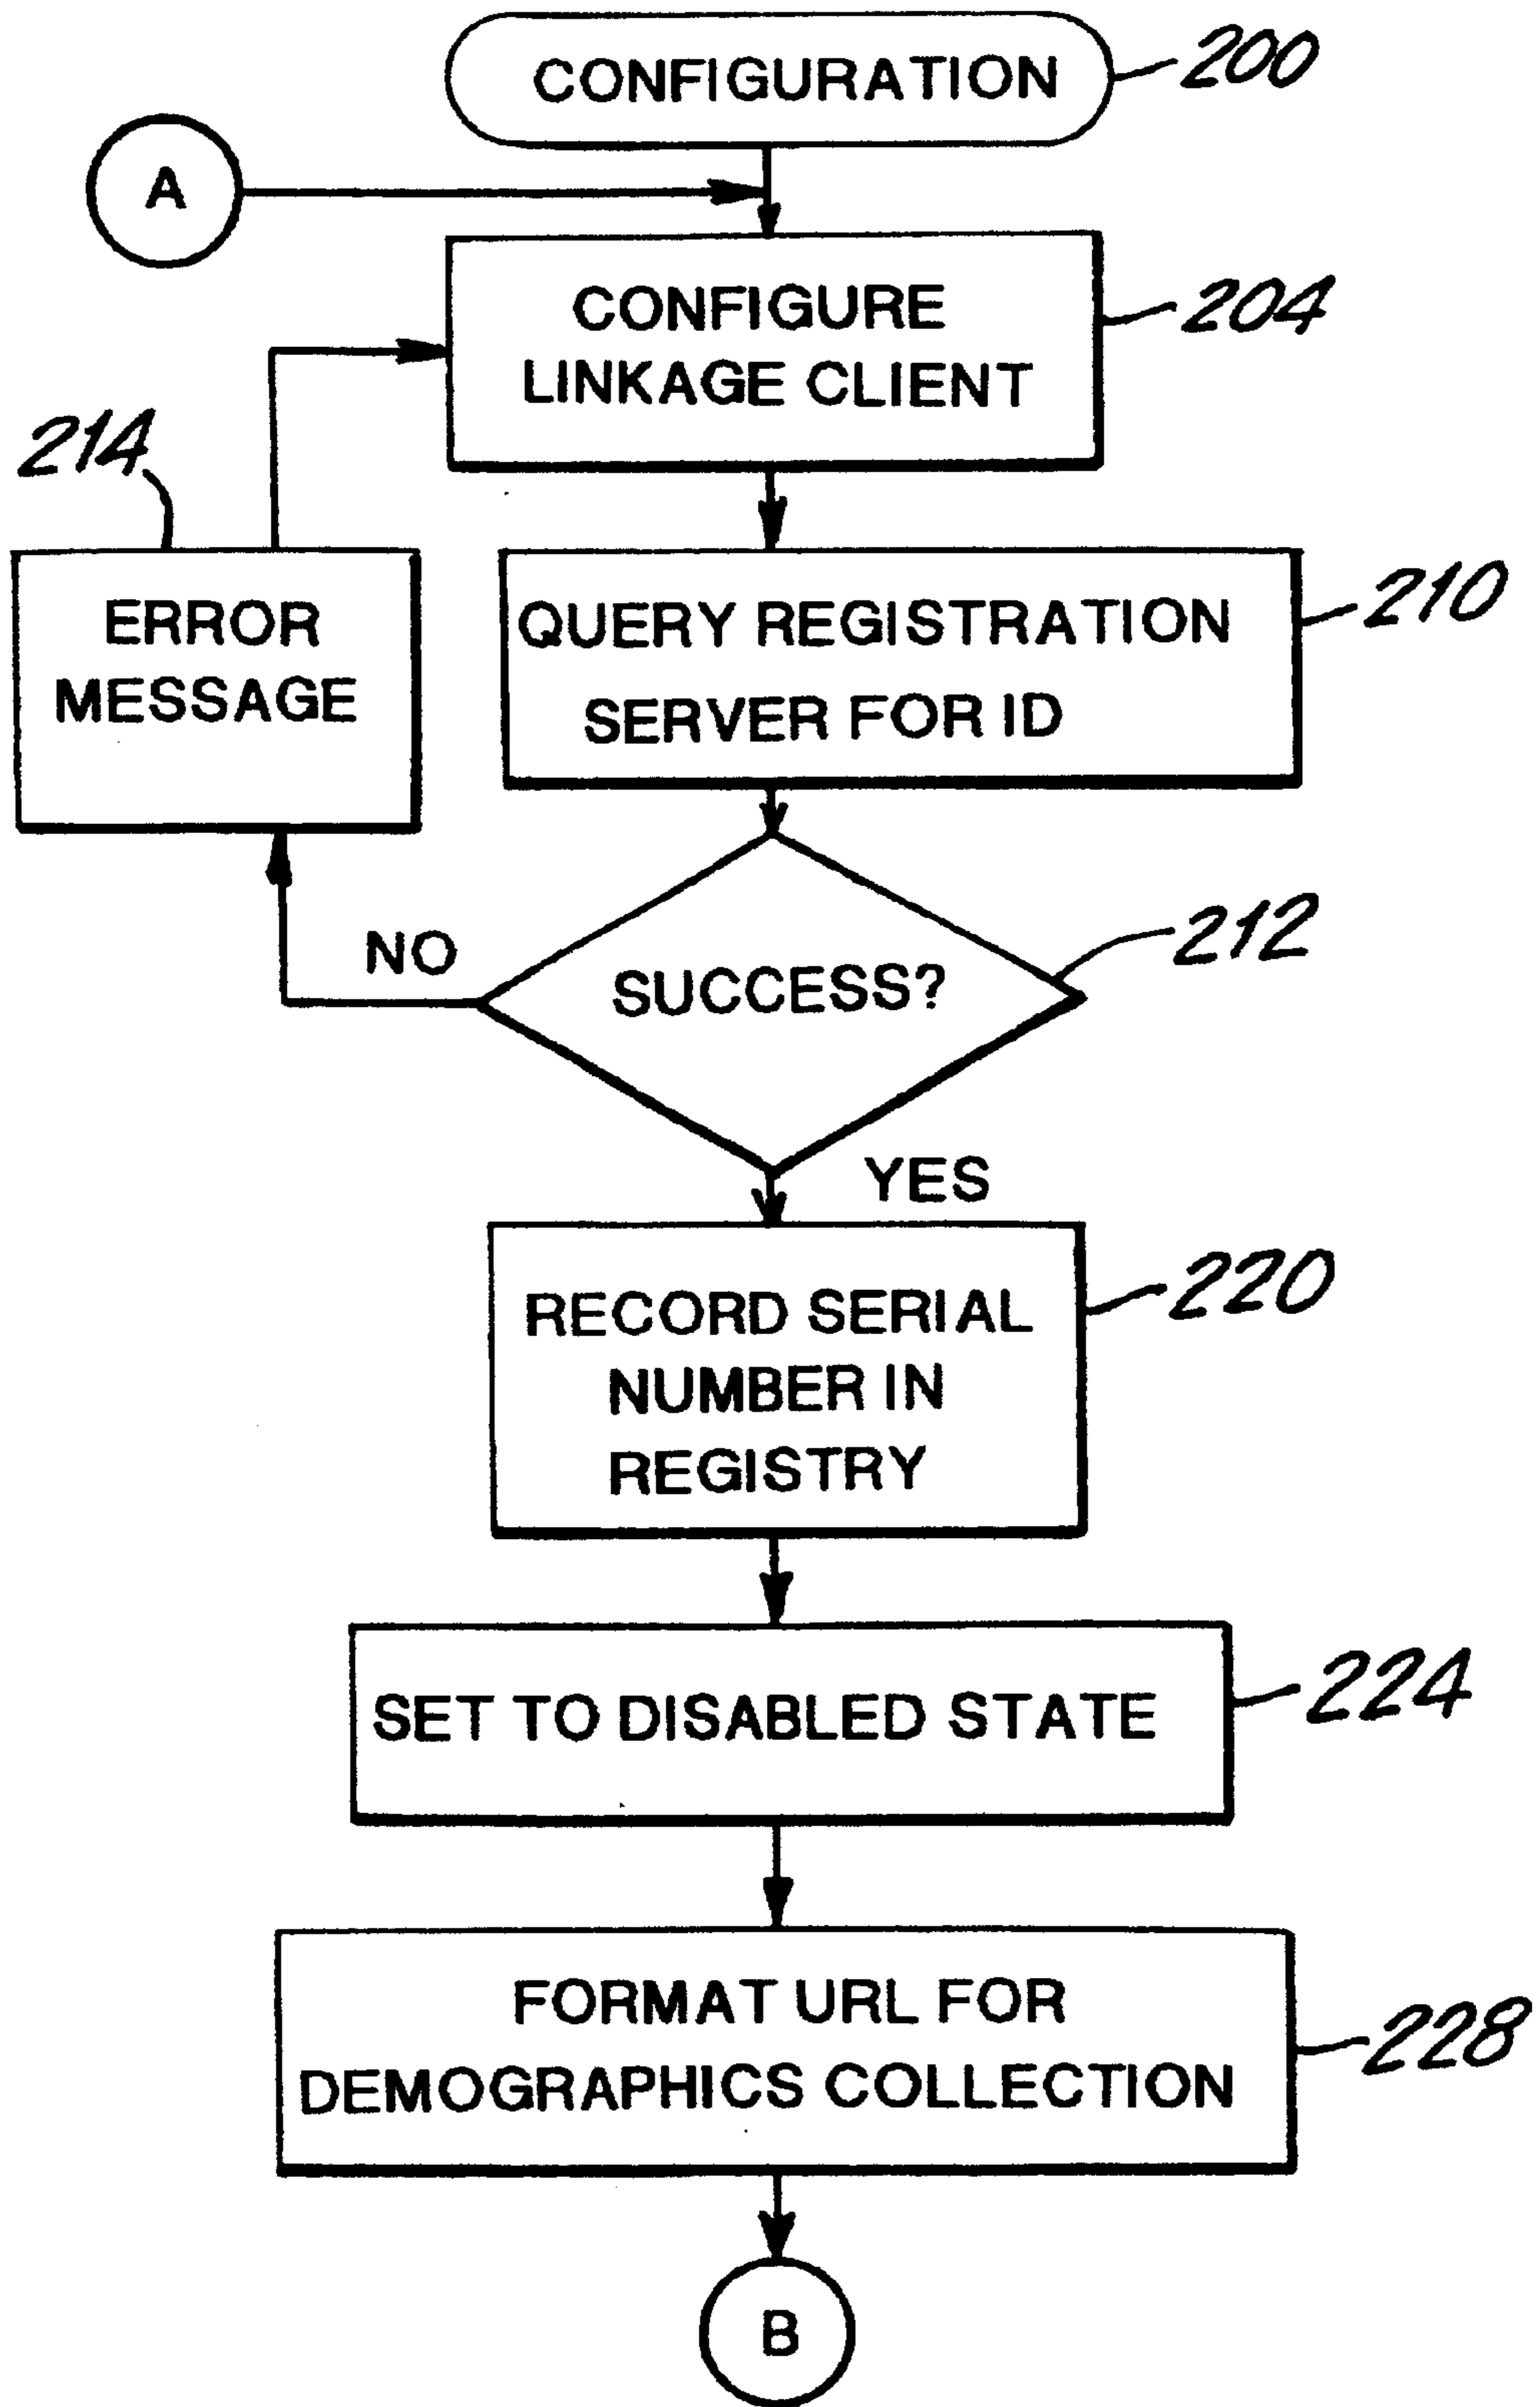 CONFIGURATION
200
A
CONFIGURE
LINKAGE CLIENT
204
214
ERROR
MESSAGE
QUERY REGISTRATION
SERVER FOR ID
210
NO
SUCCESS?
212
YES
RECORD SERIAL
NUMBER IN
REGISTRY
220
SET TO DISABLED STATE
224
FORMAT URL FOR
DEMOGRAPHICS COLLECTION
228
B